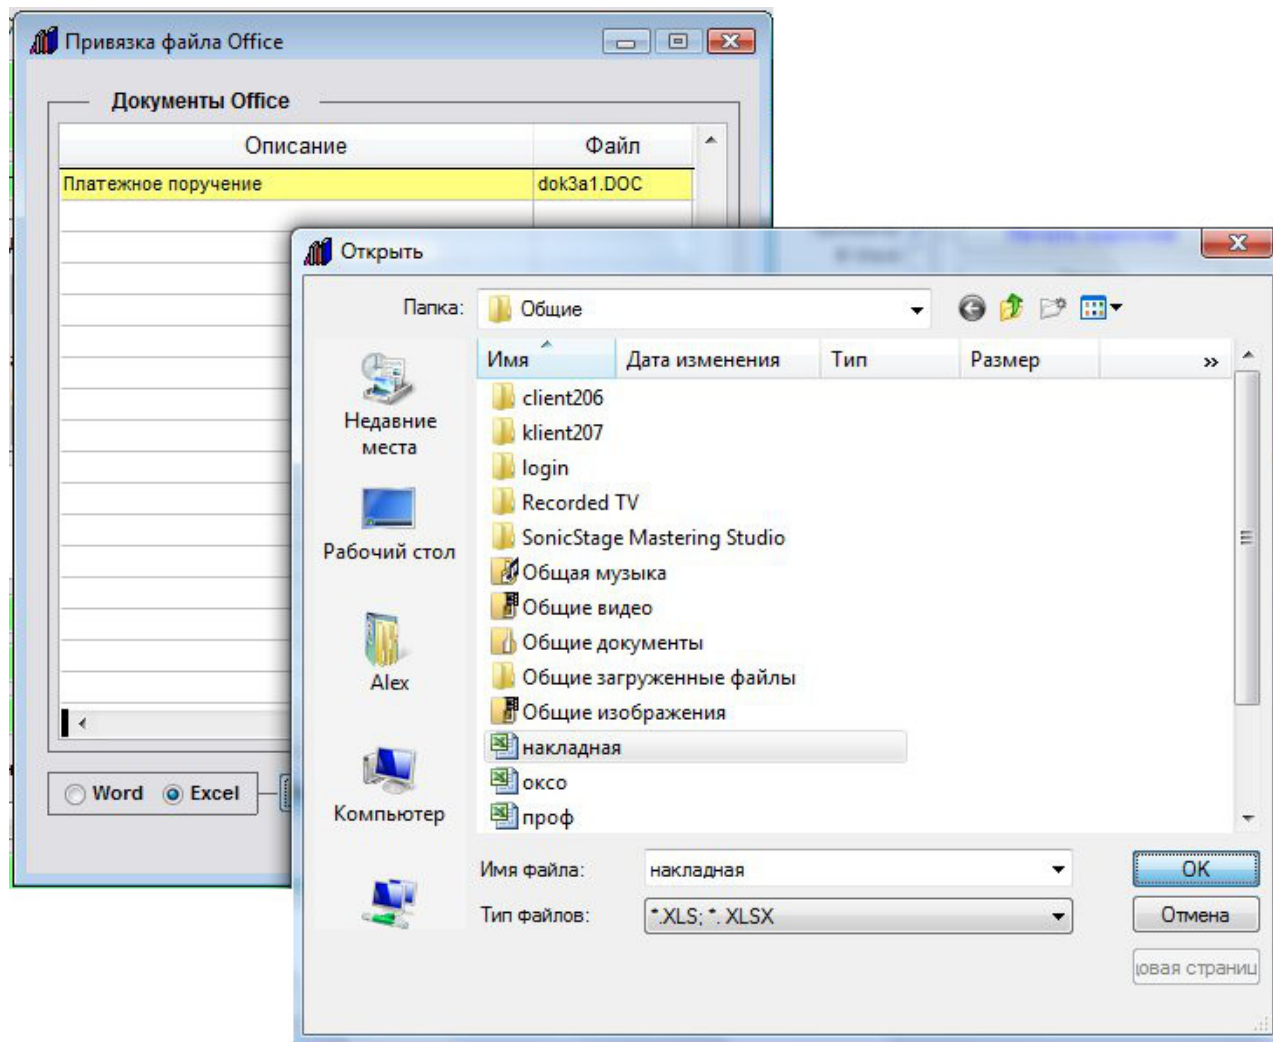 Привязка файла Office
Документы Office
Описание Файл
Платежное поручение dok3a1.DOC
Word Excel
Открыть
Папка: Общие
Имя Дата изменения Тип Размер »
client206
klient207
login
Recorded TV
SonicStage Mastering Studio
Общая музыка
Общие видео
Общие документы
Общие загруженные файлы
Общие изображения
накладная
оксо
проф
Недавние
места
Рабочий стол
Alex
Компьютер
Имя файла: накладная
Тип файлов: *.XLS; *. XLSX
OK
Отмена
довая страниц